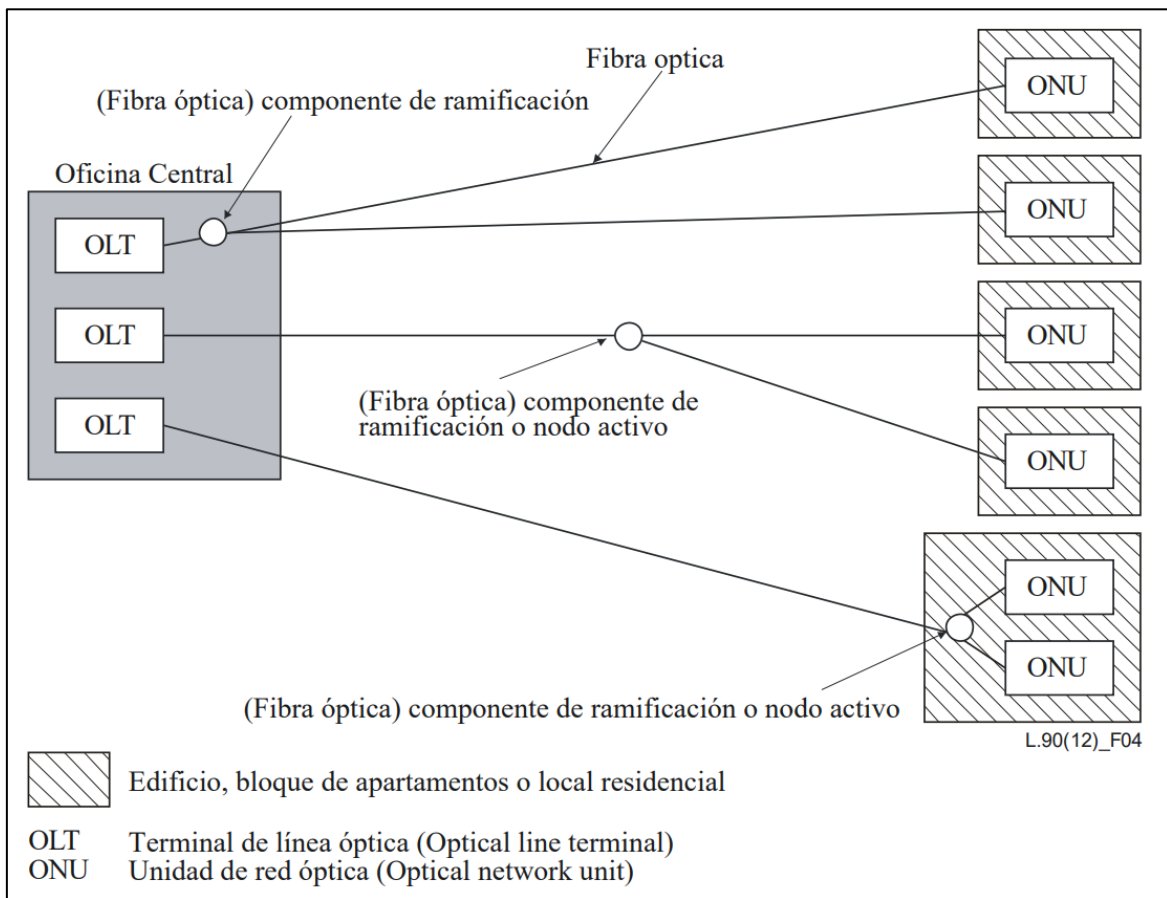 Fibra optica
(Fibra óptica) componente de ramificación
Oficina Central
ONU
OLT
ONU
OLT
ONU
(Fibra óptica) componente de
ramificación o nodo activo
OLT
ONU
ONU
ONU
(Fibra óptica) componente de ramificación o nodo activo
L.90(12)_F04
Edificio, bloque de apartamentos o local residencial
OLT Terminal de línea óptica (Optical line terminal)
ONU Unidad de red óptica (Optical network unit)